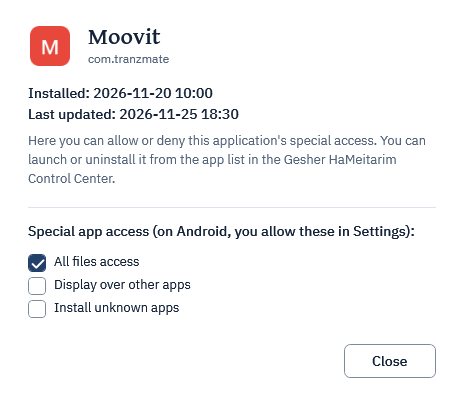 M
Moovit
com.tranzmate
Installed: 2026-11-20 10:00
Last updated: 2026-11-25 18:30
Here you can allow or deny this application's special access. You can
launch or uninstall it from the app list in the Gesher HaMeitarim
Control Center.
Special app access (on Android, you allow these in Settings):
All files access
Display over other apps
Install unknown apps
Close